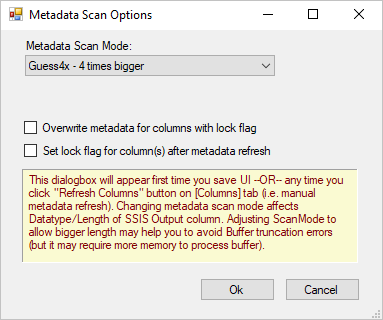 Metadata Scan Options
Metadata Scan Mode:
Guess4x - 4 times bigger
Overwrite metadata for columns with lock flag
Set lock flag for column(s) after metadata refresh
This dialogbox will appear first time you save UI --OR-- any time you
click "Refresh Columns" button on [Columns] tab (i.e. manual
metadata refresh). Changing metadata scan mode affects
Datatype/Length of SSIS Output column. Adjusting ScanMode to
allow bigger length may help you to avoid Buffer truncation errors
(but it may require more memory to process buffer).
Ok
Cancel